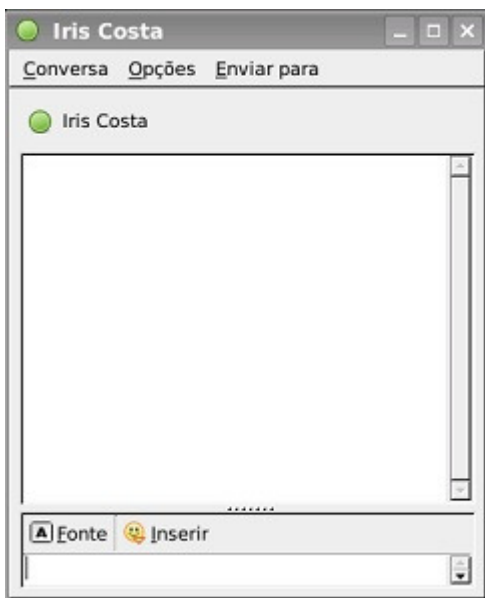 Iris Costa
Conversa Opções Enviar para
Iris Costa
A Fonte Inserir